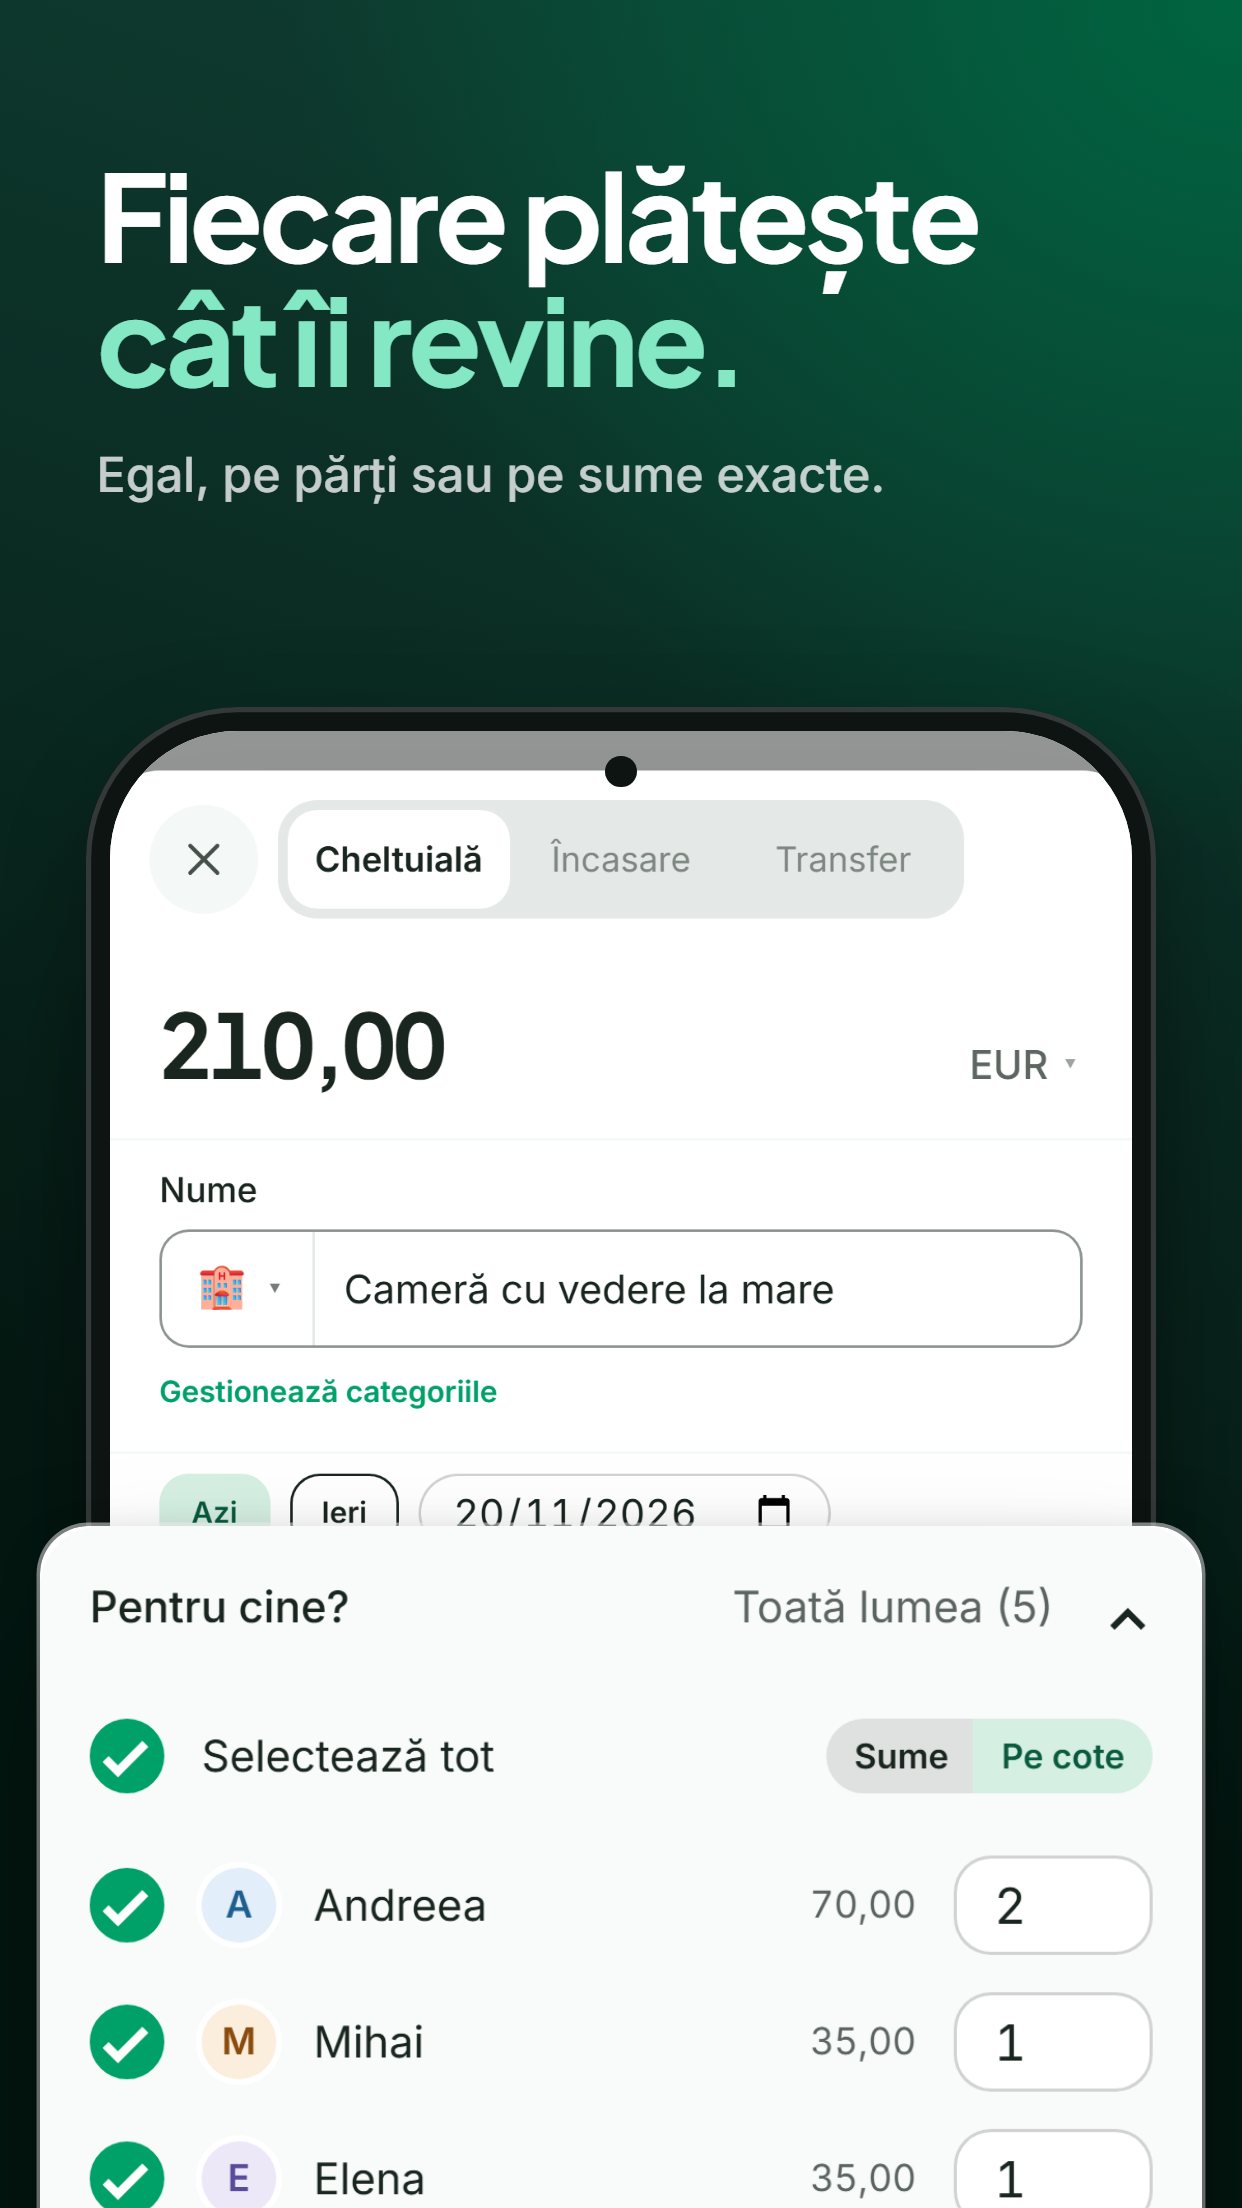 Fiecare plătește
cât îi revine.
Egal, pe părți sau pe sume exacte.
Cheltuială Încasare Transfer
210,00 EUR
Nume
Cameră cu vedere la mare
Gestionează categoriile
Azi Ieri 20/11/2026
Pentru cine? Toată lumea (5)
Selectează tot Sume Pe cote
A Andreea 70,00 2
M Mihai 35,00 1
E Elena 35,00 1